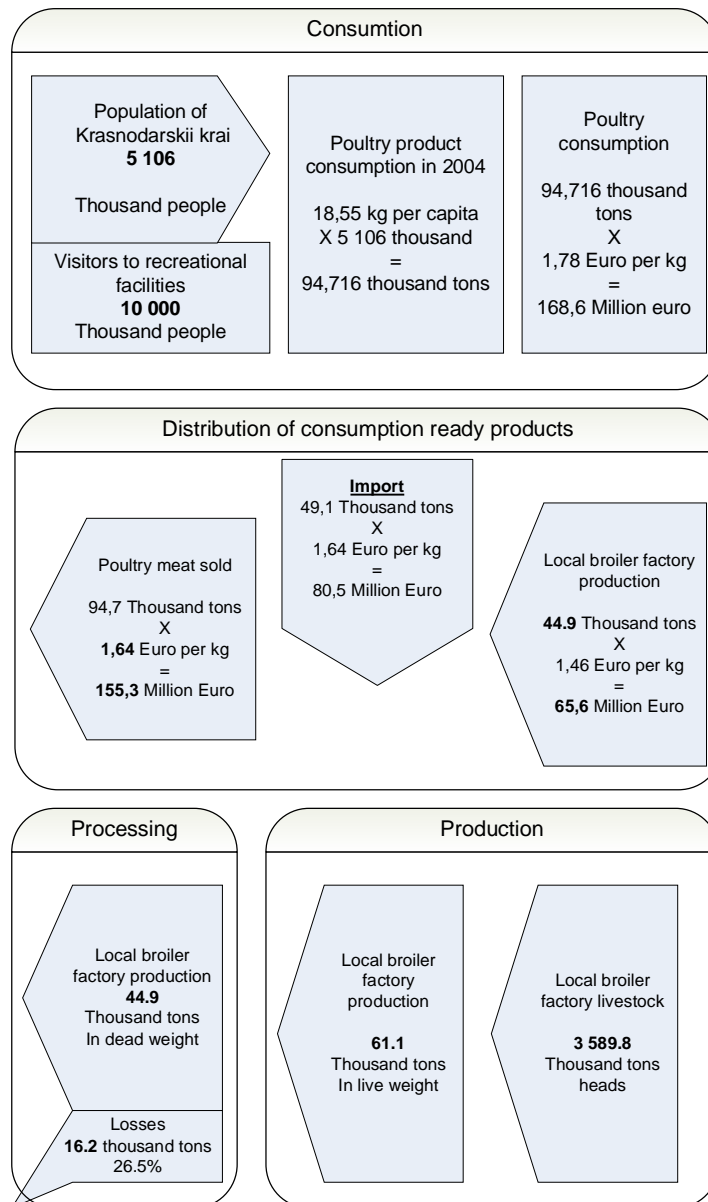 Consumtion
Population of
Krasnodarskii krai
5 106
Thousand people
Visitors to recreational
facilities
10 000
Thousand people
Poultry product
consumption in 2004
18,55 kg per capita
X 5 106 thousand
=
94,716 thousand tons
Poultry
consumption
94,716 thousand
tons
X
1,78 Euro per kg
=
168,6 Million euro
Distribution of consumption ready products
Poultry meat sold
94,7 Thousand tons
X
1,64 Euro per kg
=
155,3 Million Euro
Import
49,1 Thousand tons
X
1,64 Euro per kg
=
80,5 Million Euro
Local broiler factory
production
44.9 Thousand tons
X
1,46 Euro per kg
=
65,6 Million Euro
Processing
Local broiler
factory production
44.9
Thousand tons
In dead weight
Losses
16.2 thousand tons
26.5%
Production
Local broiler
factory
production
61.1
Thousand tons
In live weight
Local broiler
factory livestock
3 589.8
Thousand tons
heads